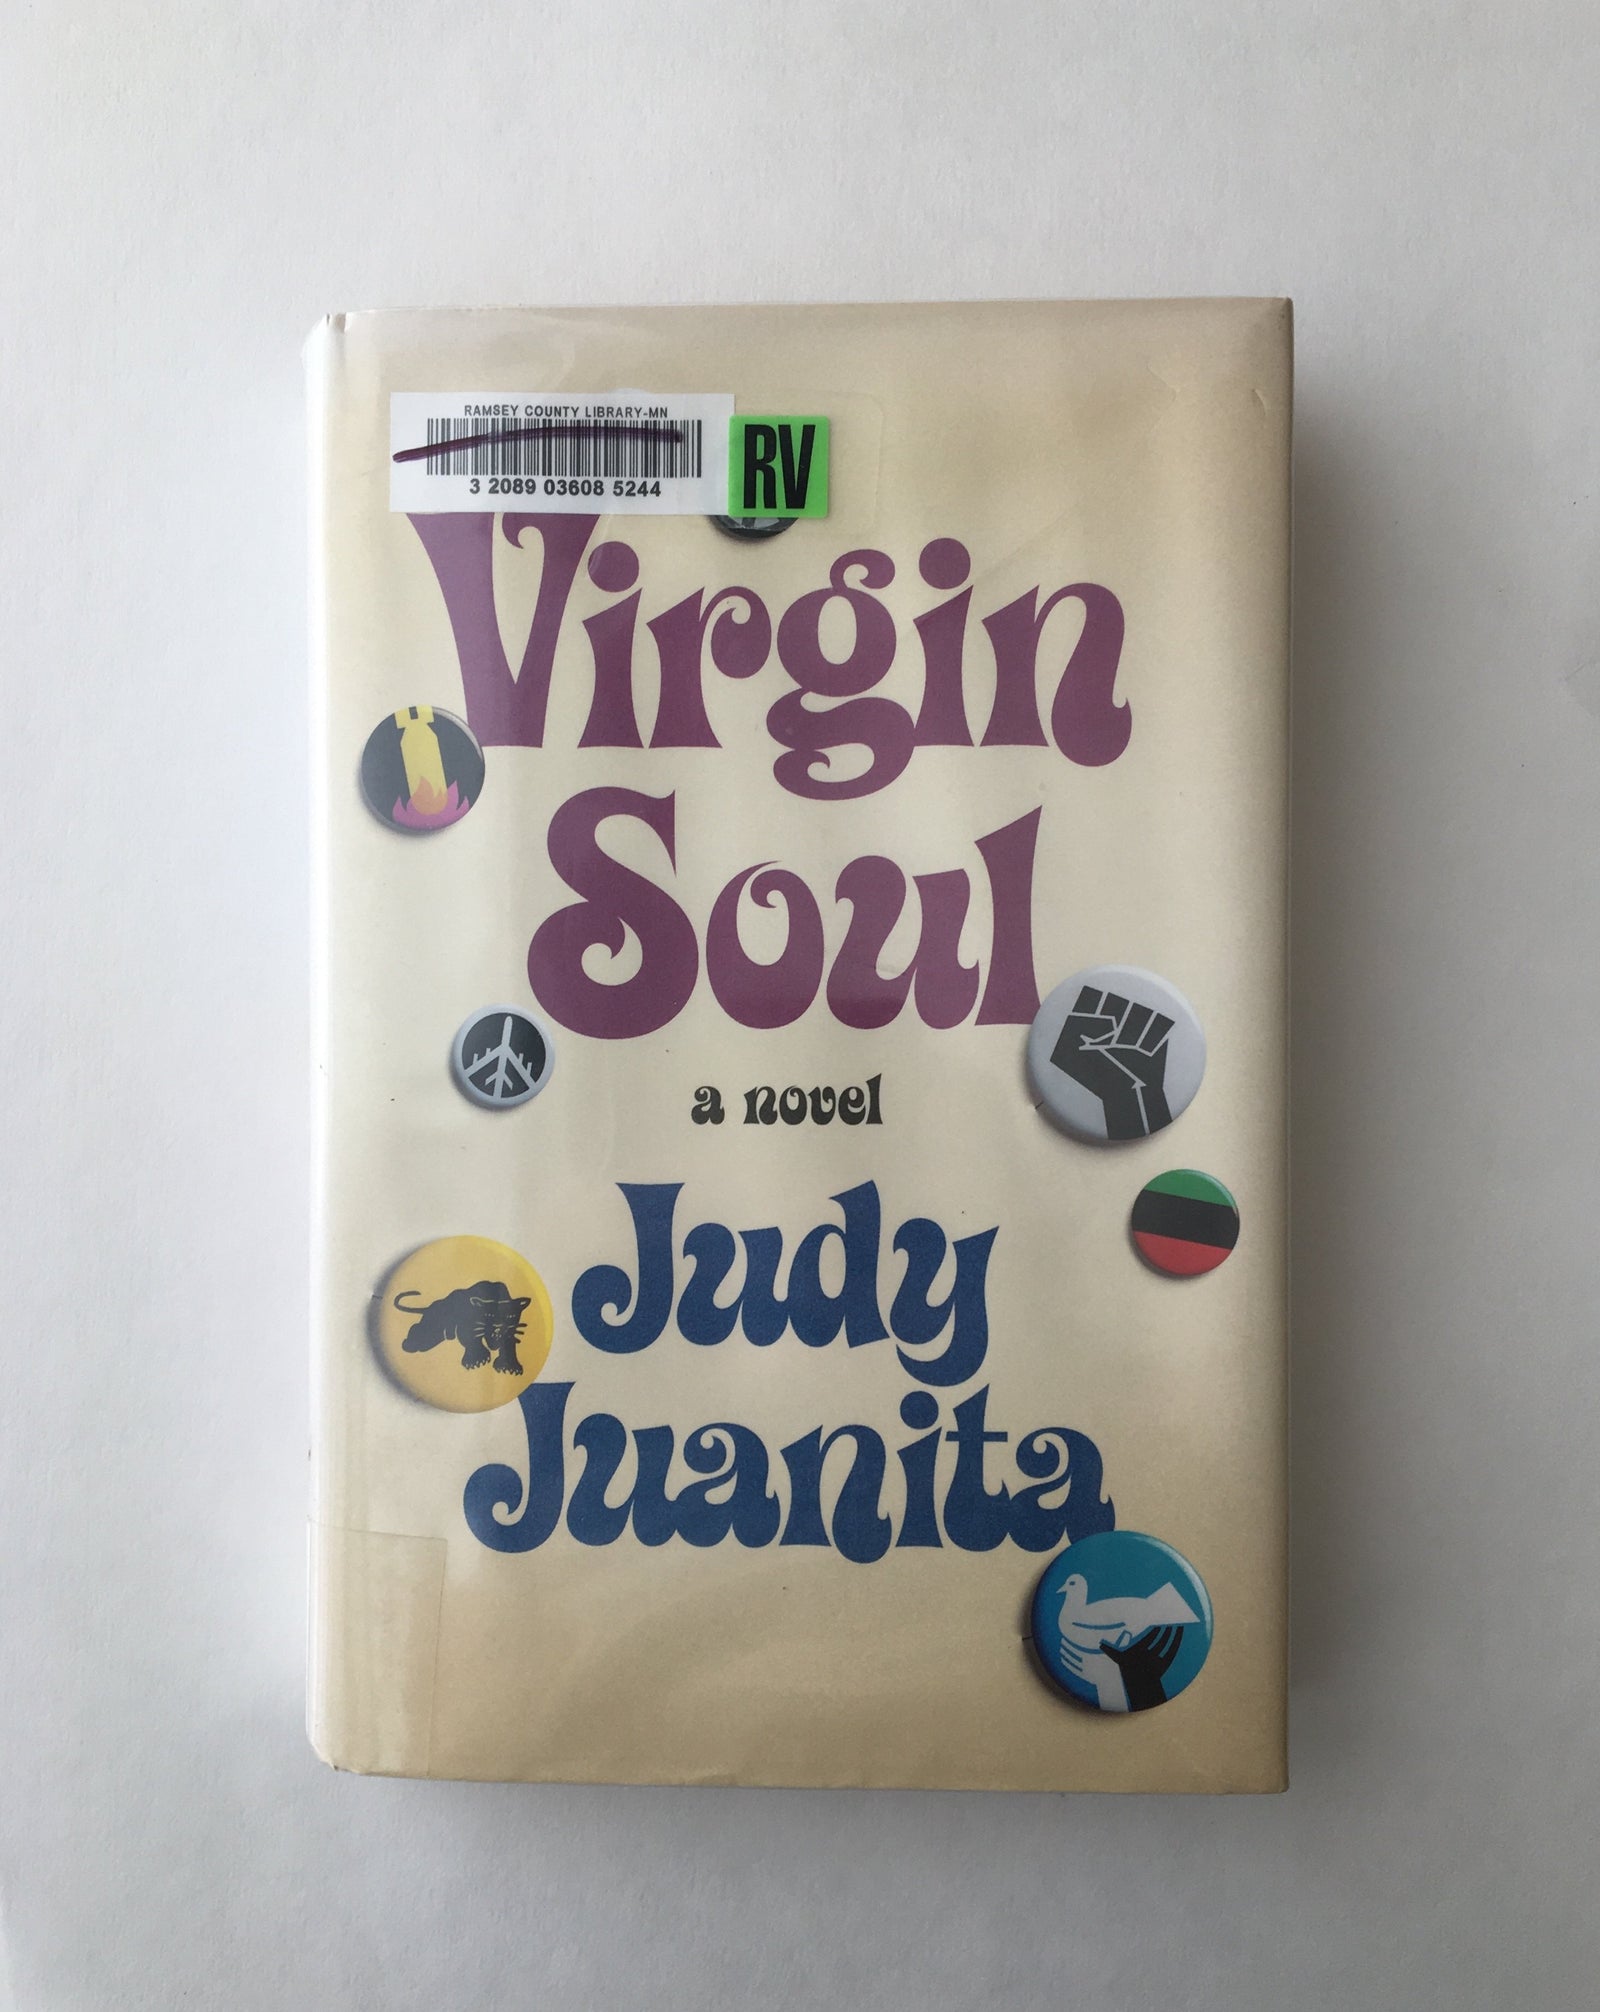 RAMSEY COUNTY LIBRARY-MN
3 2089 03608 5244
RV
Virgin
Soul
a novel
Judy
Juanita